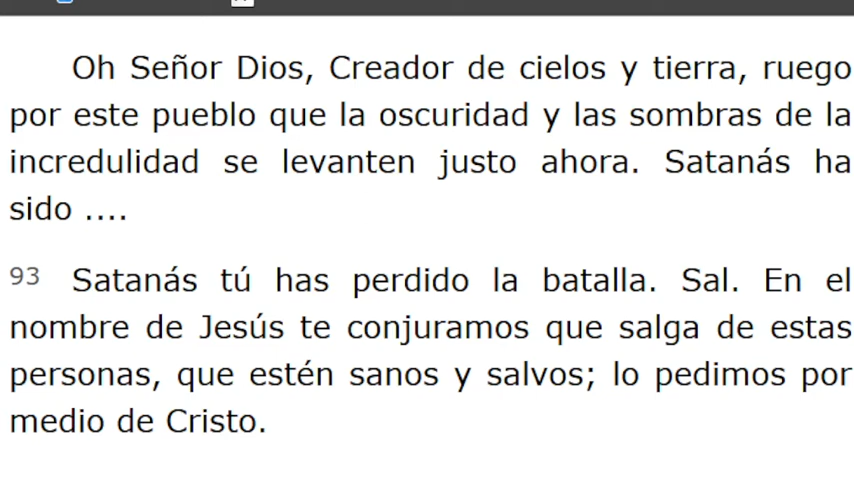 Oh Señor Dios, Creador de cielos y tierra, ruego
por este pueblo que la oscuridad y las sombras de la
incredulidad se levanten justo ahora. Satanás ha
sido ....
93 Satanás tú has perdido la batalla. Sal. En el
nombre de Jesús te conjuramos que salga de estas
personas, que estén sanos y salvos; lo pedimos por
medio de Cristo.